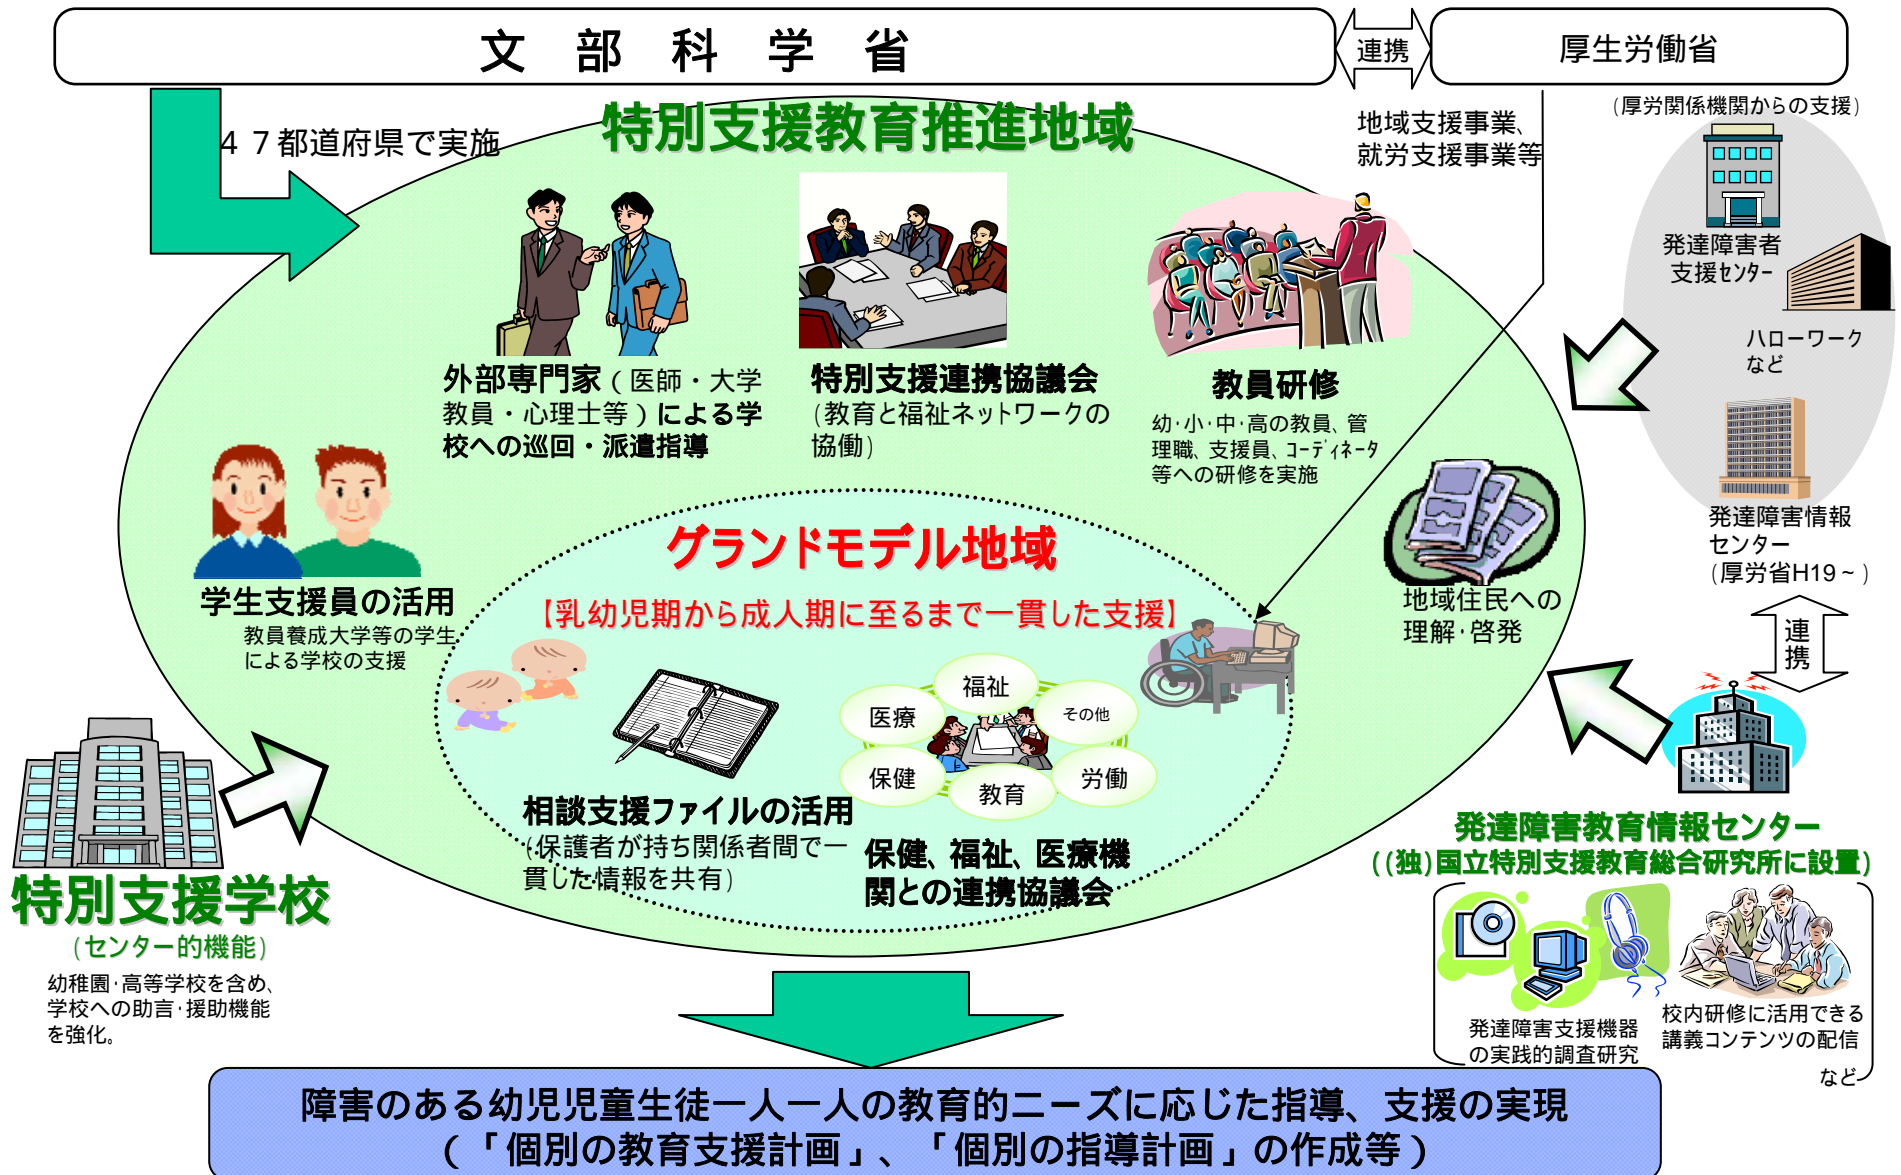 文部科学省
連携
厚生労働省
47都道府県で実施
特別支援教育推進地域
地域支援事業、
就労支援事業等
(厚労関係機関からの支援)
発達障害者
支援センター
ハローワーク
など
発達障害情報
センター
(厚労省H19~)
連携
外部専門家(医師・大学
教員・心理士等)による学
校への巡回・派遣指導
特別支援連携協議会
(教育と福祉ネットワークの
協働)
教員研修
幼・小・中・高の教員、管
理職、支援員、コーディネータ
等への研修を実施
学生支援員の活用
教員養成大学等の学生
による学校の支援
地域住民への
理解・啓発
グランドモデル地域
【乳幼児期から成人期に至るまで一貫した支援】
福祉
医療
その他
保健
教育
労働
相談支援ファイルの活用
(保護者が持ち関係者間で一
貫した情報を共有)
保健、福祉、医療機
関との連携協議会
特別支援学校
(センター的機能)
幼稚園・高等学校を含め、
学校への助言・援助機能
を強化。
発達障害教育情報センター
((独)国立特別支援教育総合研究所に設置)
発達障害支援機器
の実践的調査研究
校内研修に活用できる
講義コンテンツの配信
など
障害のある幼児児童生徒一人一人の教育的ニーズに応じた指導、支援の実現
(「個別の教育支援計画」、「個別の指導計画」の作成等)